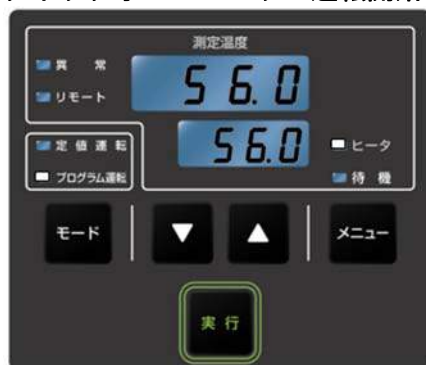 測定温度
異常
リモート
56.0
定値運転
プログラム運転
56.0
ヒータ
待機
モード
▼
▲
メニュー
実行